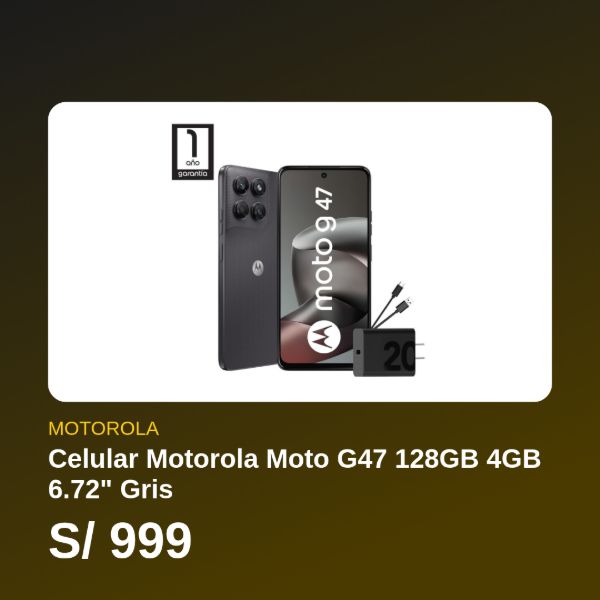 1
año
garantía
moto g 47
20
MOTOROLA
Celular Motorola Moto G47 128GB 4GB
6.72" Gris
S/ 999